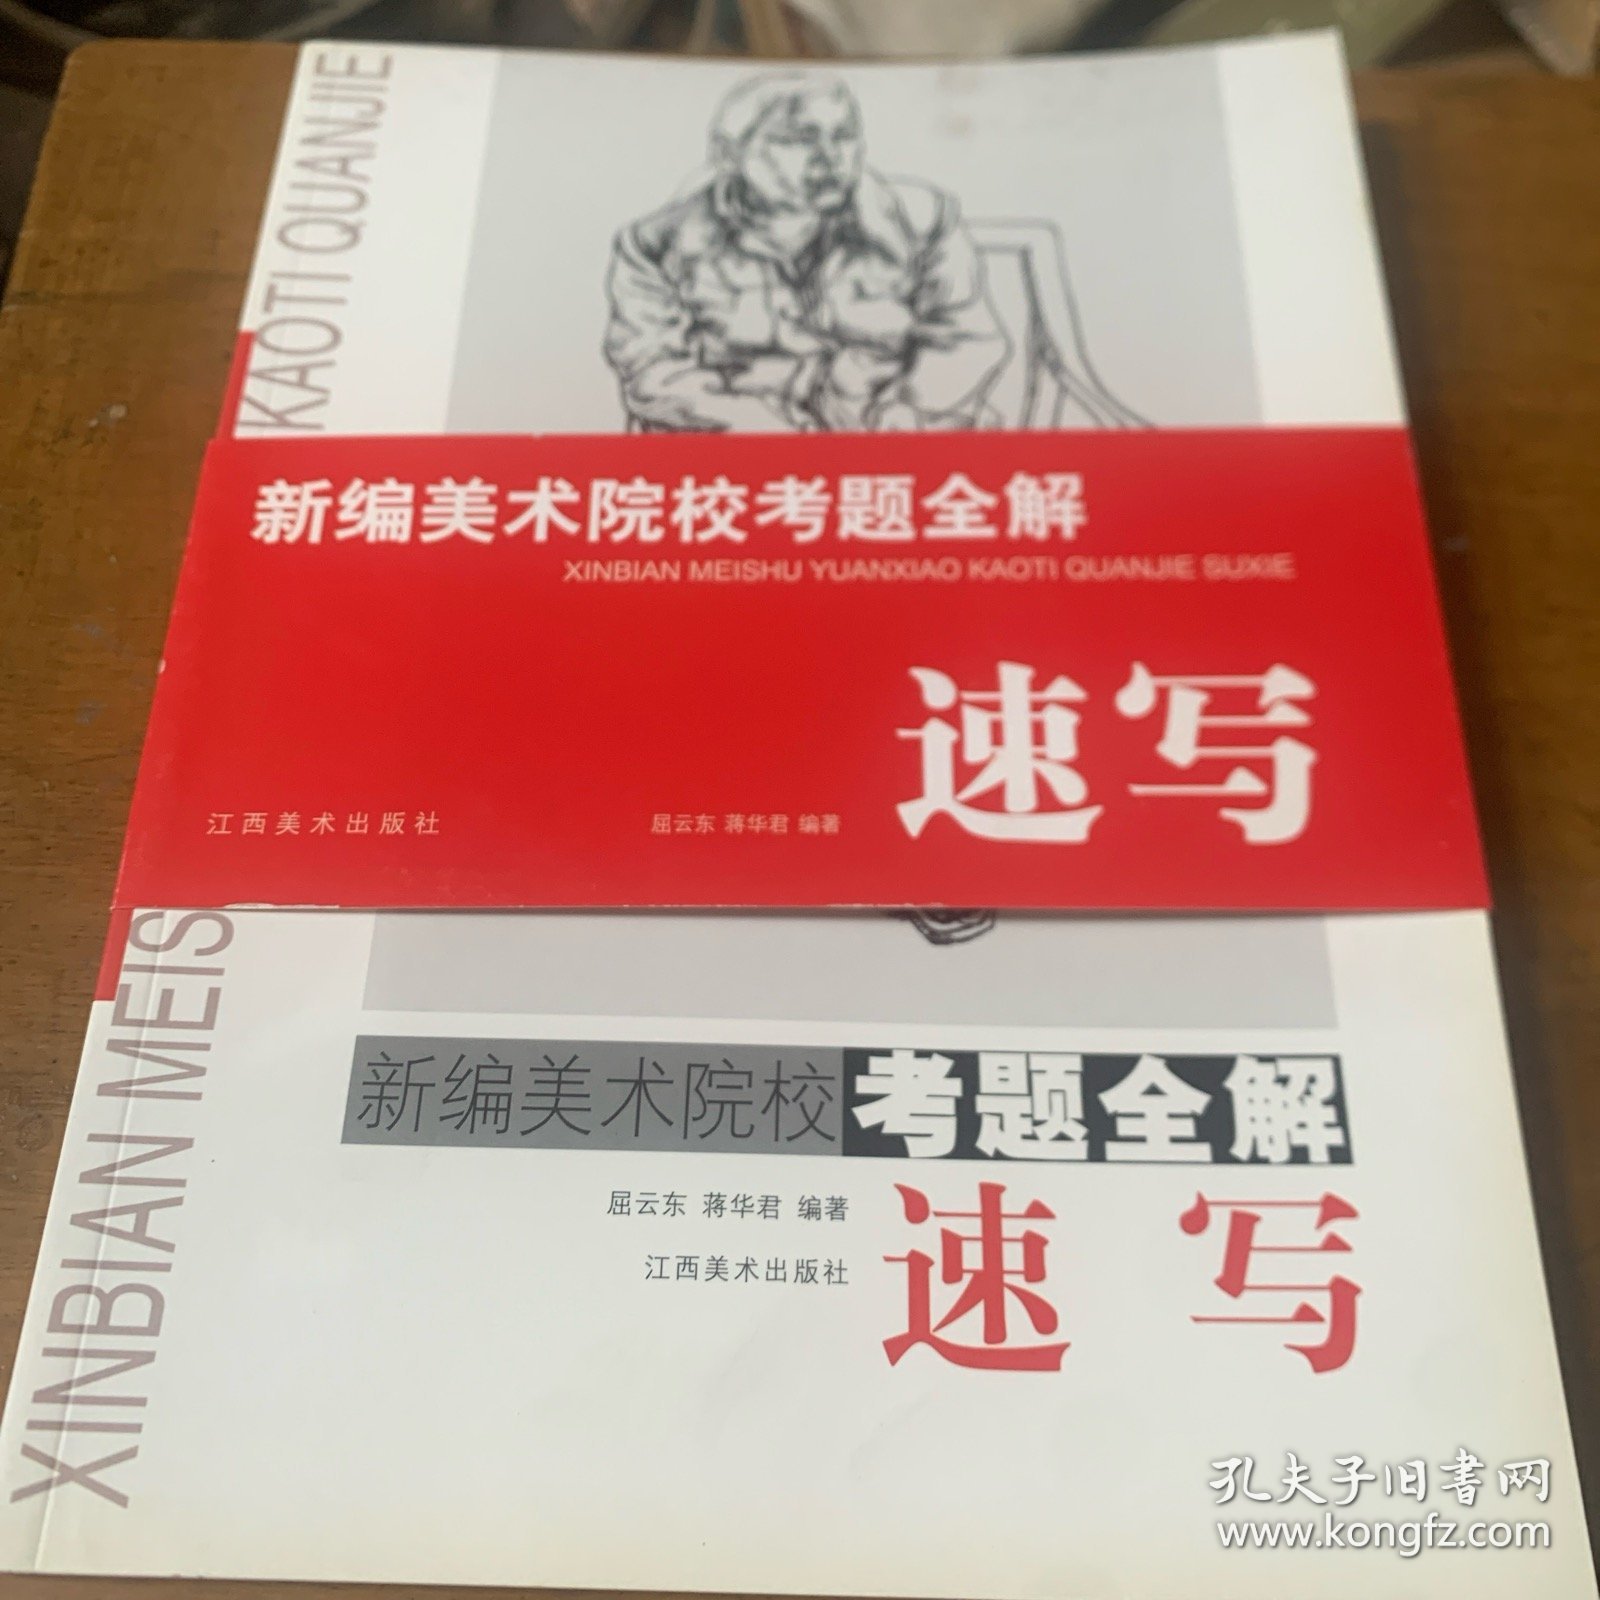 KAOTI QUANJIE
新编美术院校考题全解
XINBIAN MEISHU YUANXIAO KAOTI QUANJIE SUXIE
速写
江西美术出版社
屈云东 蒋华君 编著
XINBIAN MEIS
新编美术院校考题全解
屈云东 蒋华君 编著
江西美术出版社
速写
孔夫子旧书网
www.kongfz.com